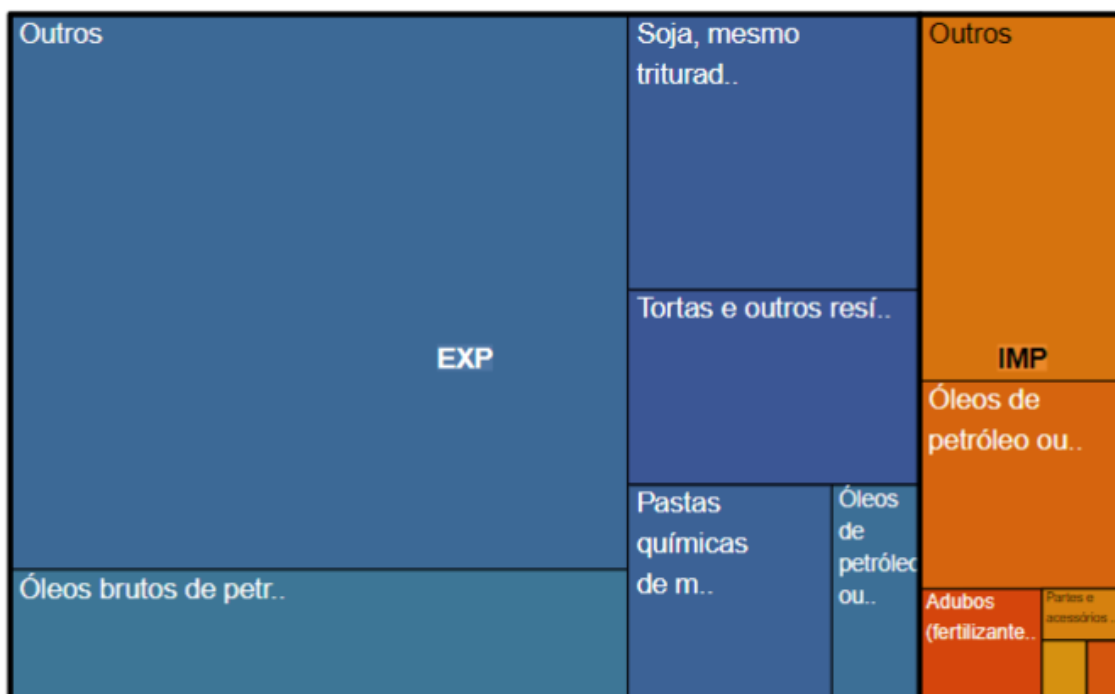 Outros
EXP
Óleos brutos de petr..
Soja, mesmo
triturad..
Tortas e outros resí..
Pastas
químicas
de m..
Óleos
de
petróleo
ou..
Outros
IMP
Óleos de
petróleo ou..
Adubos
(fertilizante..
Partes e
acessórios ..